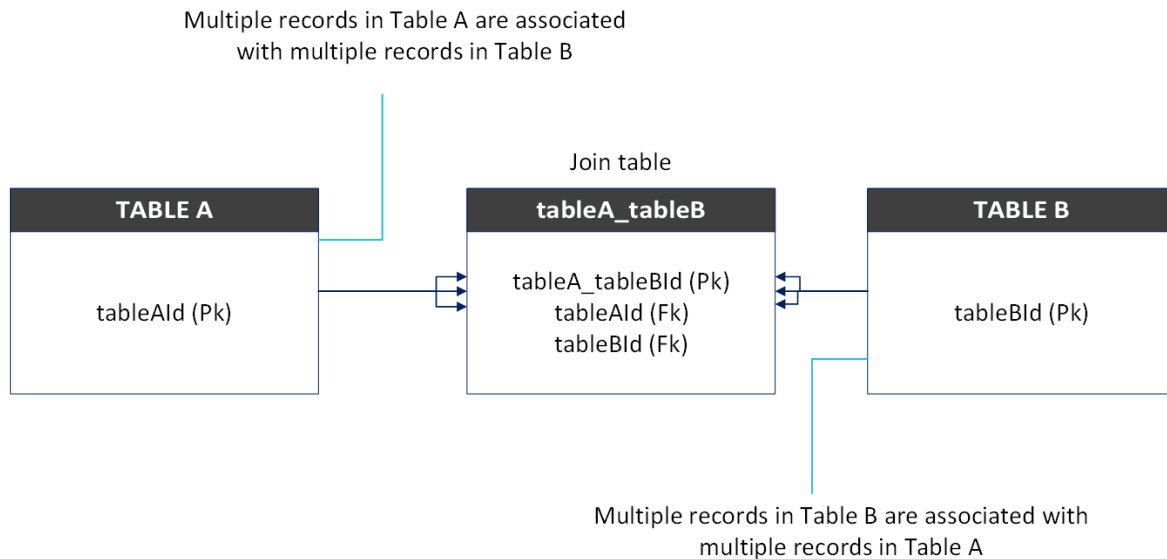 Multiple records in Table A are associated
with multiple records in Table B
Join table
TABLE A
tableAId (Pk)
tableA_tableB
tableA_tableBId (Pk)
tableAId (Fk)
tableBId (Fk)
TABLE B
tableBId (Pk)
Multiple records in Table B are associated with
multiple records in Table A